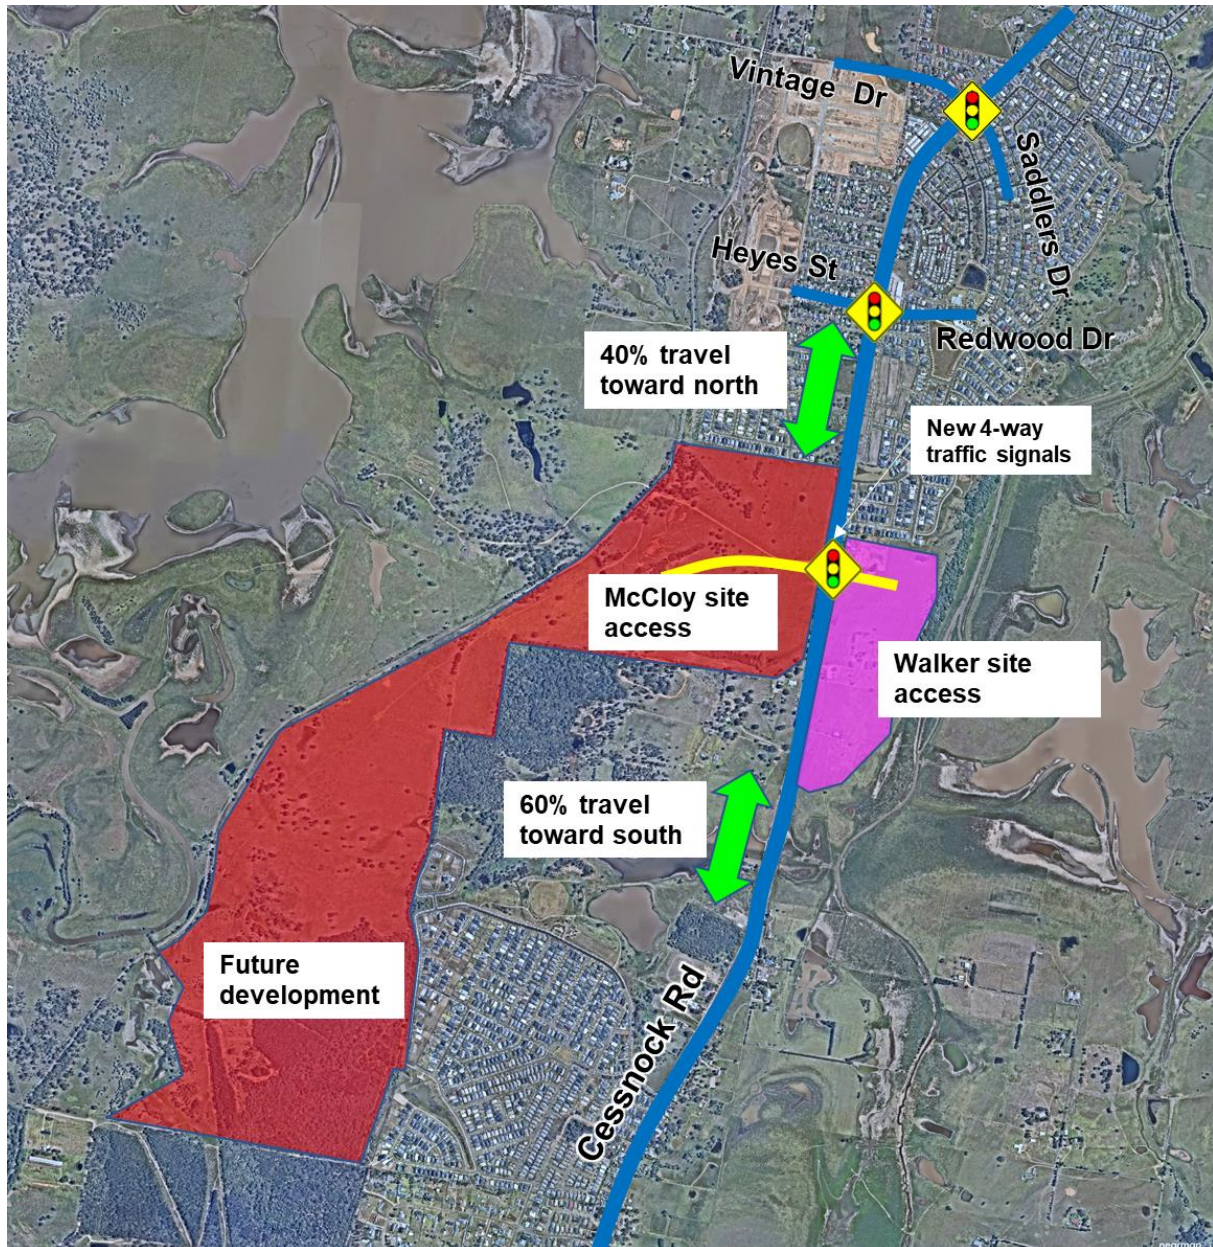 Vintage Dr
Saddlers Dr
Heyes St
Redwood Dr
40% travel
toward north
New 4-way
traffic signals
McCloy site
access
Walker site
access
60% travel
toward south
Future
development
Cessnock Rd
nearmap